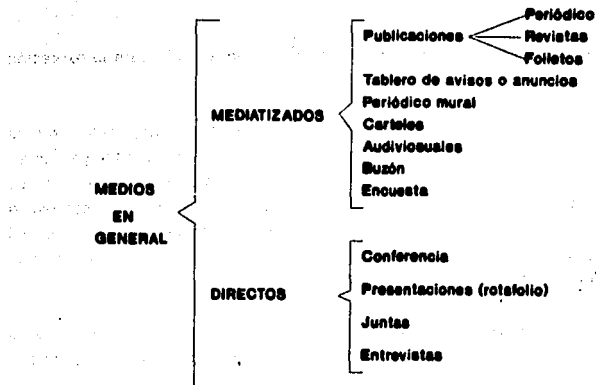 Periódico
Publicaciones
Revistas
Folletos
Tablero de avisos o anuncios
MEDIATIZADOS
Periódico mural
Carteles
Audiviosuales
Buzón
Encuesta
MEDIOS
EN
GENERAL
Conferencia
DIRECTOS
Presentaciones (rotafolio)
Juntas
Entrevistas